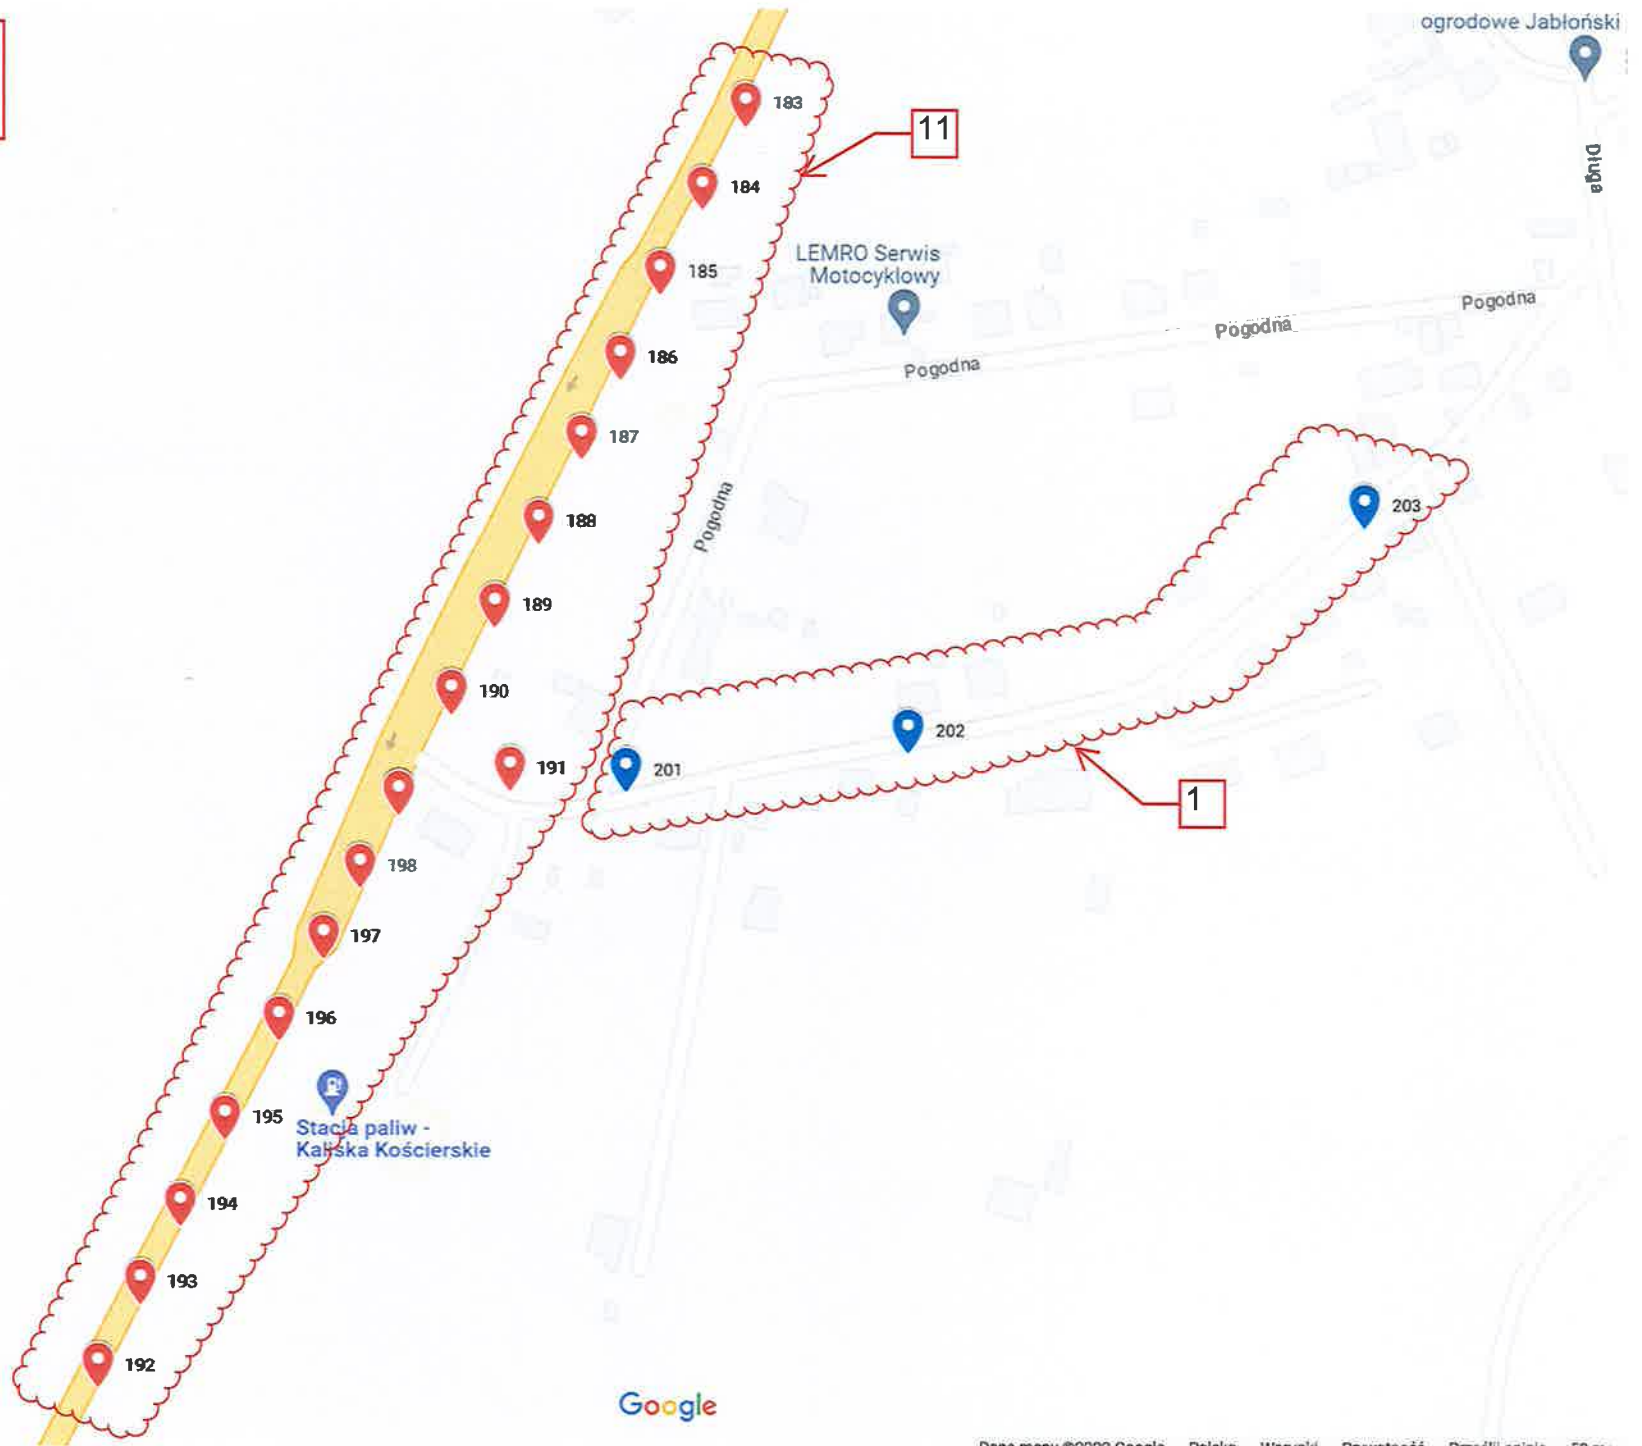 ogrodowe Jabłoński
183
11
184
Długa
LEMRO Serwis
Motocyklowy
185
Pogodna
Pogodna
Pogodna
186
187
Pogodna
188
203
189
190
202
191
201
1
198
197
196
195
Stacja paliw -
Kaliska Kościerskie
194
193
192
Google